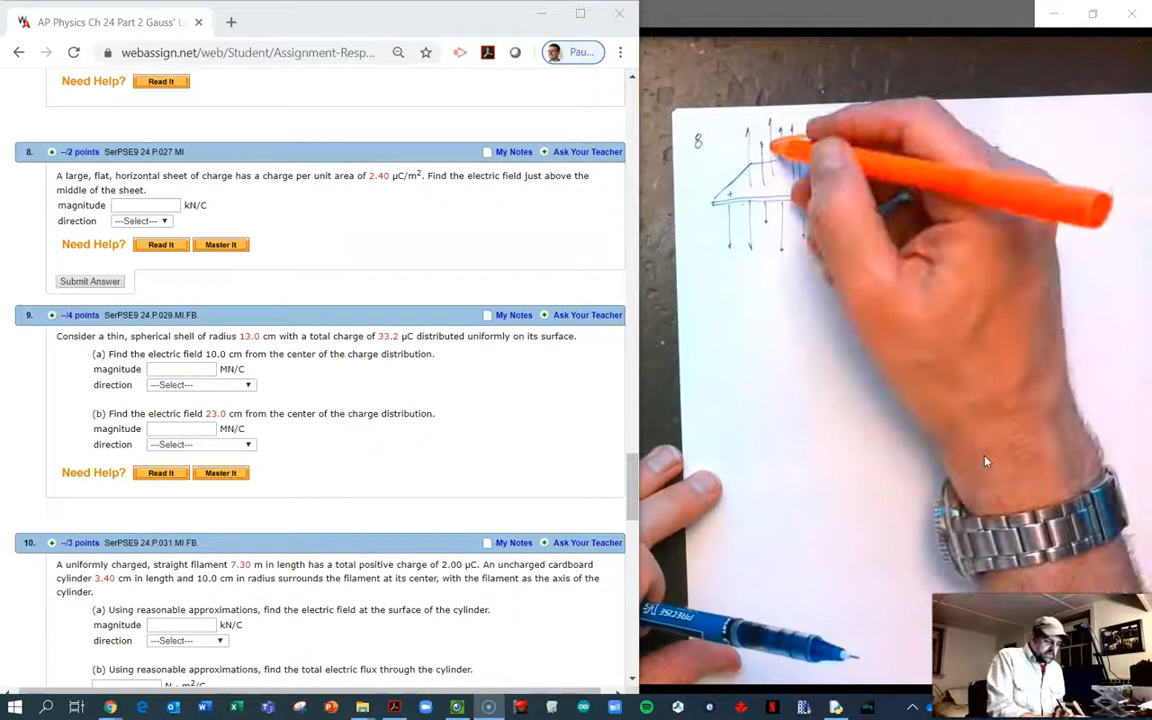 AP Physics Ch 24 Part 2 Gauss' La
webassign.net/web/Student/Assignment-Resp...
Pau...
Need Help? Read It
8. –/2 points SerPSE9 24.P.027.MI. My Notes Ask Your Teacher
A large, flat, horizontal sheet of charge has a charge per unit area of 2.40 µC/m². Find the electric field just above the
middle of the sheet.
magnitude kN/C
direction ---Select---
Need Help? Read It Master It
Submit Answer
9. –/4 points SerPSE9 24.P.029.MI.FB. My Notes Ask Your Teacher
Consider a thin, spherical shell of radius 13.0 cm with a total charge of 33.2 µC distributed uniformly on its surface.
(a) Find the electric field 10.0 cm from the center of the charge distribution.
magnitude MN/C
direction ---Select---
(b) Find the electric field 23.0 cm from the center of the charge distribution.
magnitude MN/C
direction ---Select---
Need Help? Read It Master It
10. –/3 points SerPSE9 24.P.031.MI.FB. My Notes Ask Your Teacher
A uniformly charged, straight filament 7.30 m in length has a total positive charge of 2.00 µC. An uncharged cardboard
cylinder 3.40 cm in length and 10.0 cm in radius surrounds the filament at its center, with the filament as the axis of the
cylinder.
(a) Using reasonable approximations, find the electric field at the surface of the cylinder.
magnitude kN/C
direction ---Select---
(b) Using reasonable approximations, find the total electric flux through the cylinder.
N · m²/C
8
+
PRECISE V5